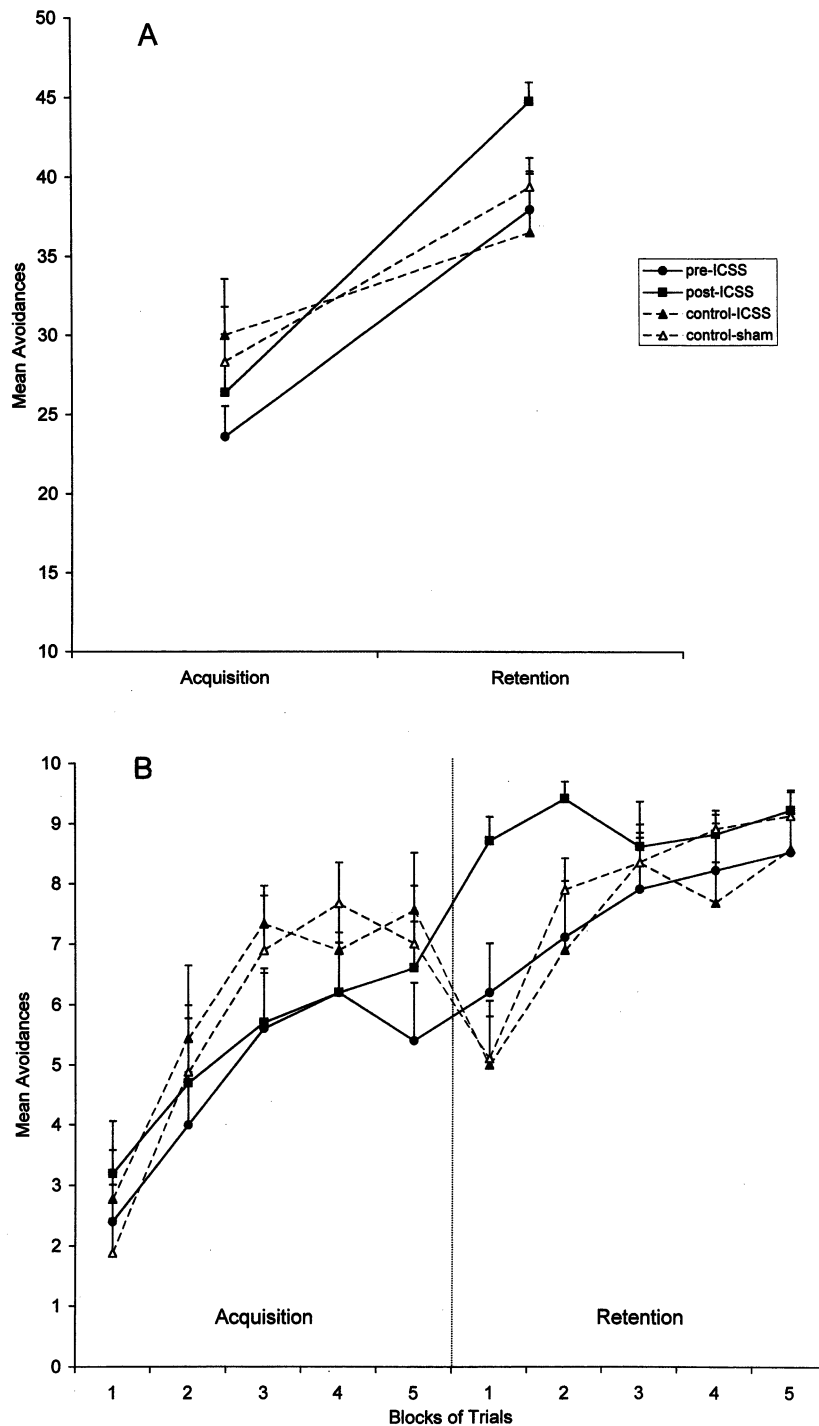 A
50
45
40
35
30
25
20
15
10
Mean Avoidances
Acquisition Retention
pre-ICSS
post-ICSS
control-ICSS
control-sham
B
10
9
8
7
6
5
4
3
2
1
0
Mean Avoidances
Acquisition Retention
1 2 3 4 5 1 2 3 4 5
Blocks of Trials